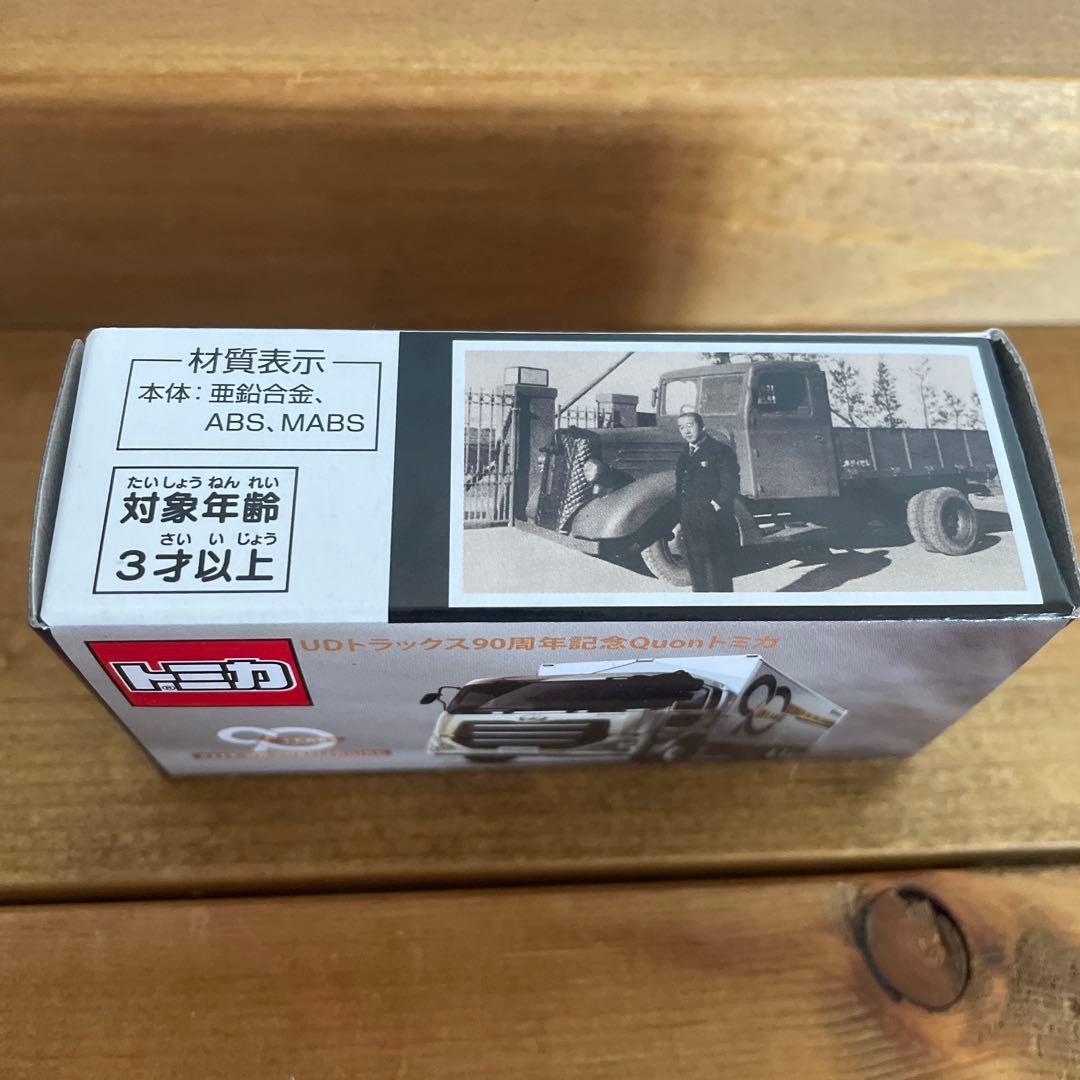 材質表示
本体：亜鉛合金、
ABS、MABS
たいしょうねんれい
対象年齢
さいいじょう
3才以上
UDトラックス90周年記念Quonトミカ
トミカ®
90